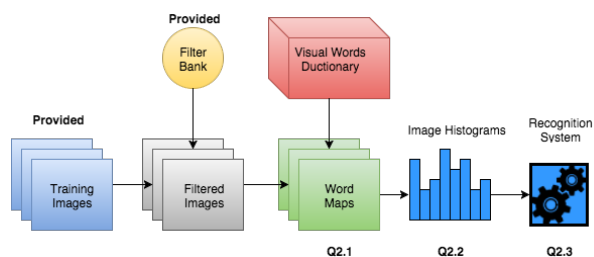 Provided
Filter
Bank
Visual Words
Ductionary
Provided
Training
Images
Filtered
Images
Word
Maps
Image Histograms
Recognition
System
Q2.1
Q2.2
Q2.3